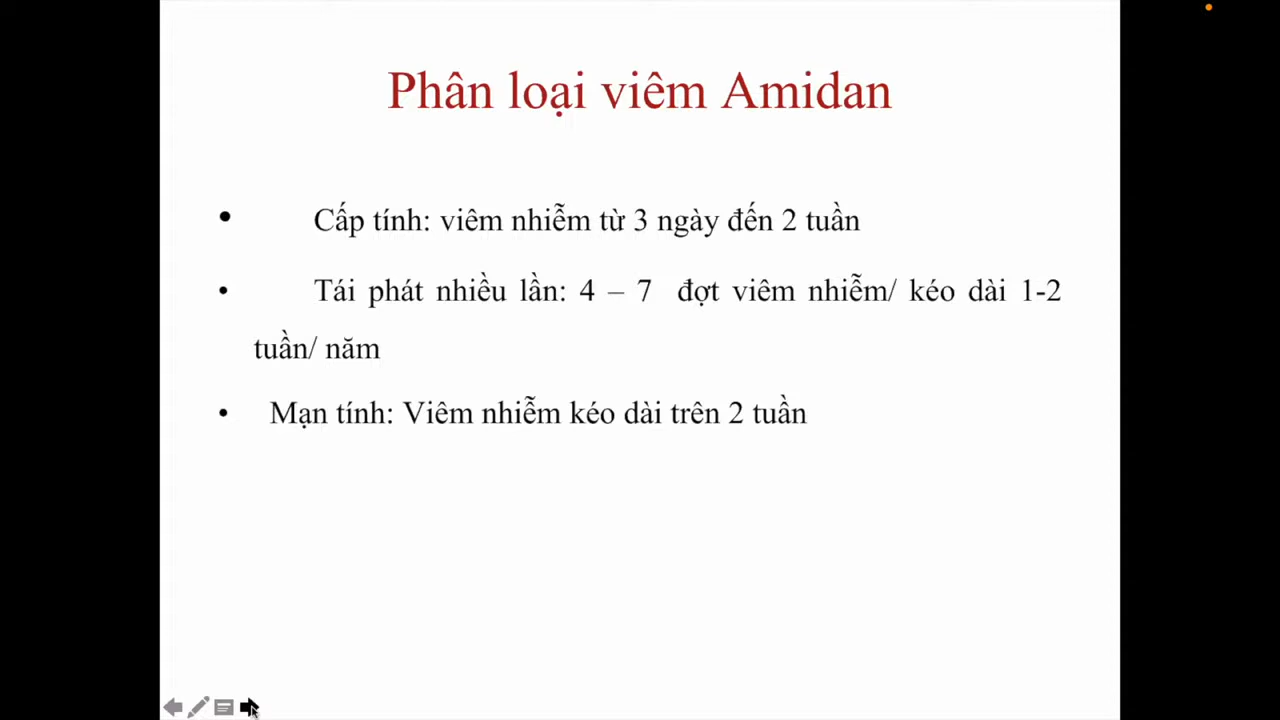 Phân loại viêm Amidan
• Cấp tính: viêm nhiễm từ 3 ngày đến 2 tuần
• Tái phát nhiều lần: 4 – 7 đợt viêm nhiễm/ kéo dài 1-2
tuần/ năm
• Mạn tính: Viêm nhiễm kéo dài trên 2 tuần